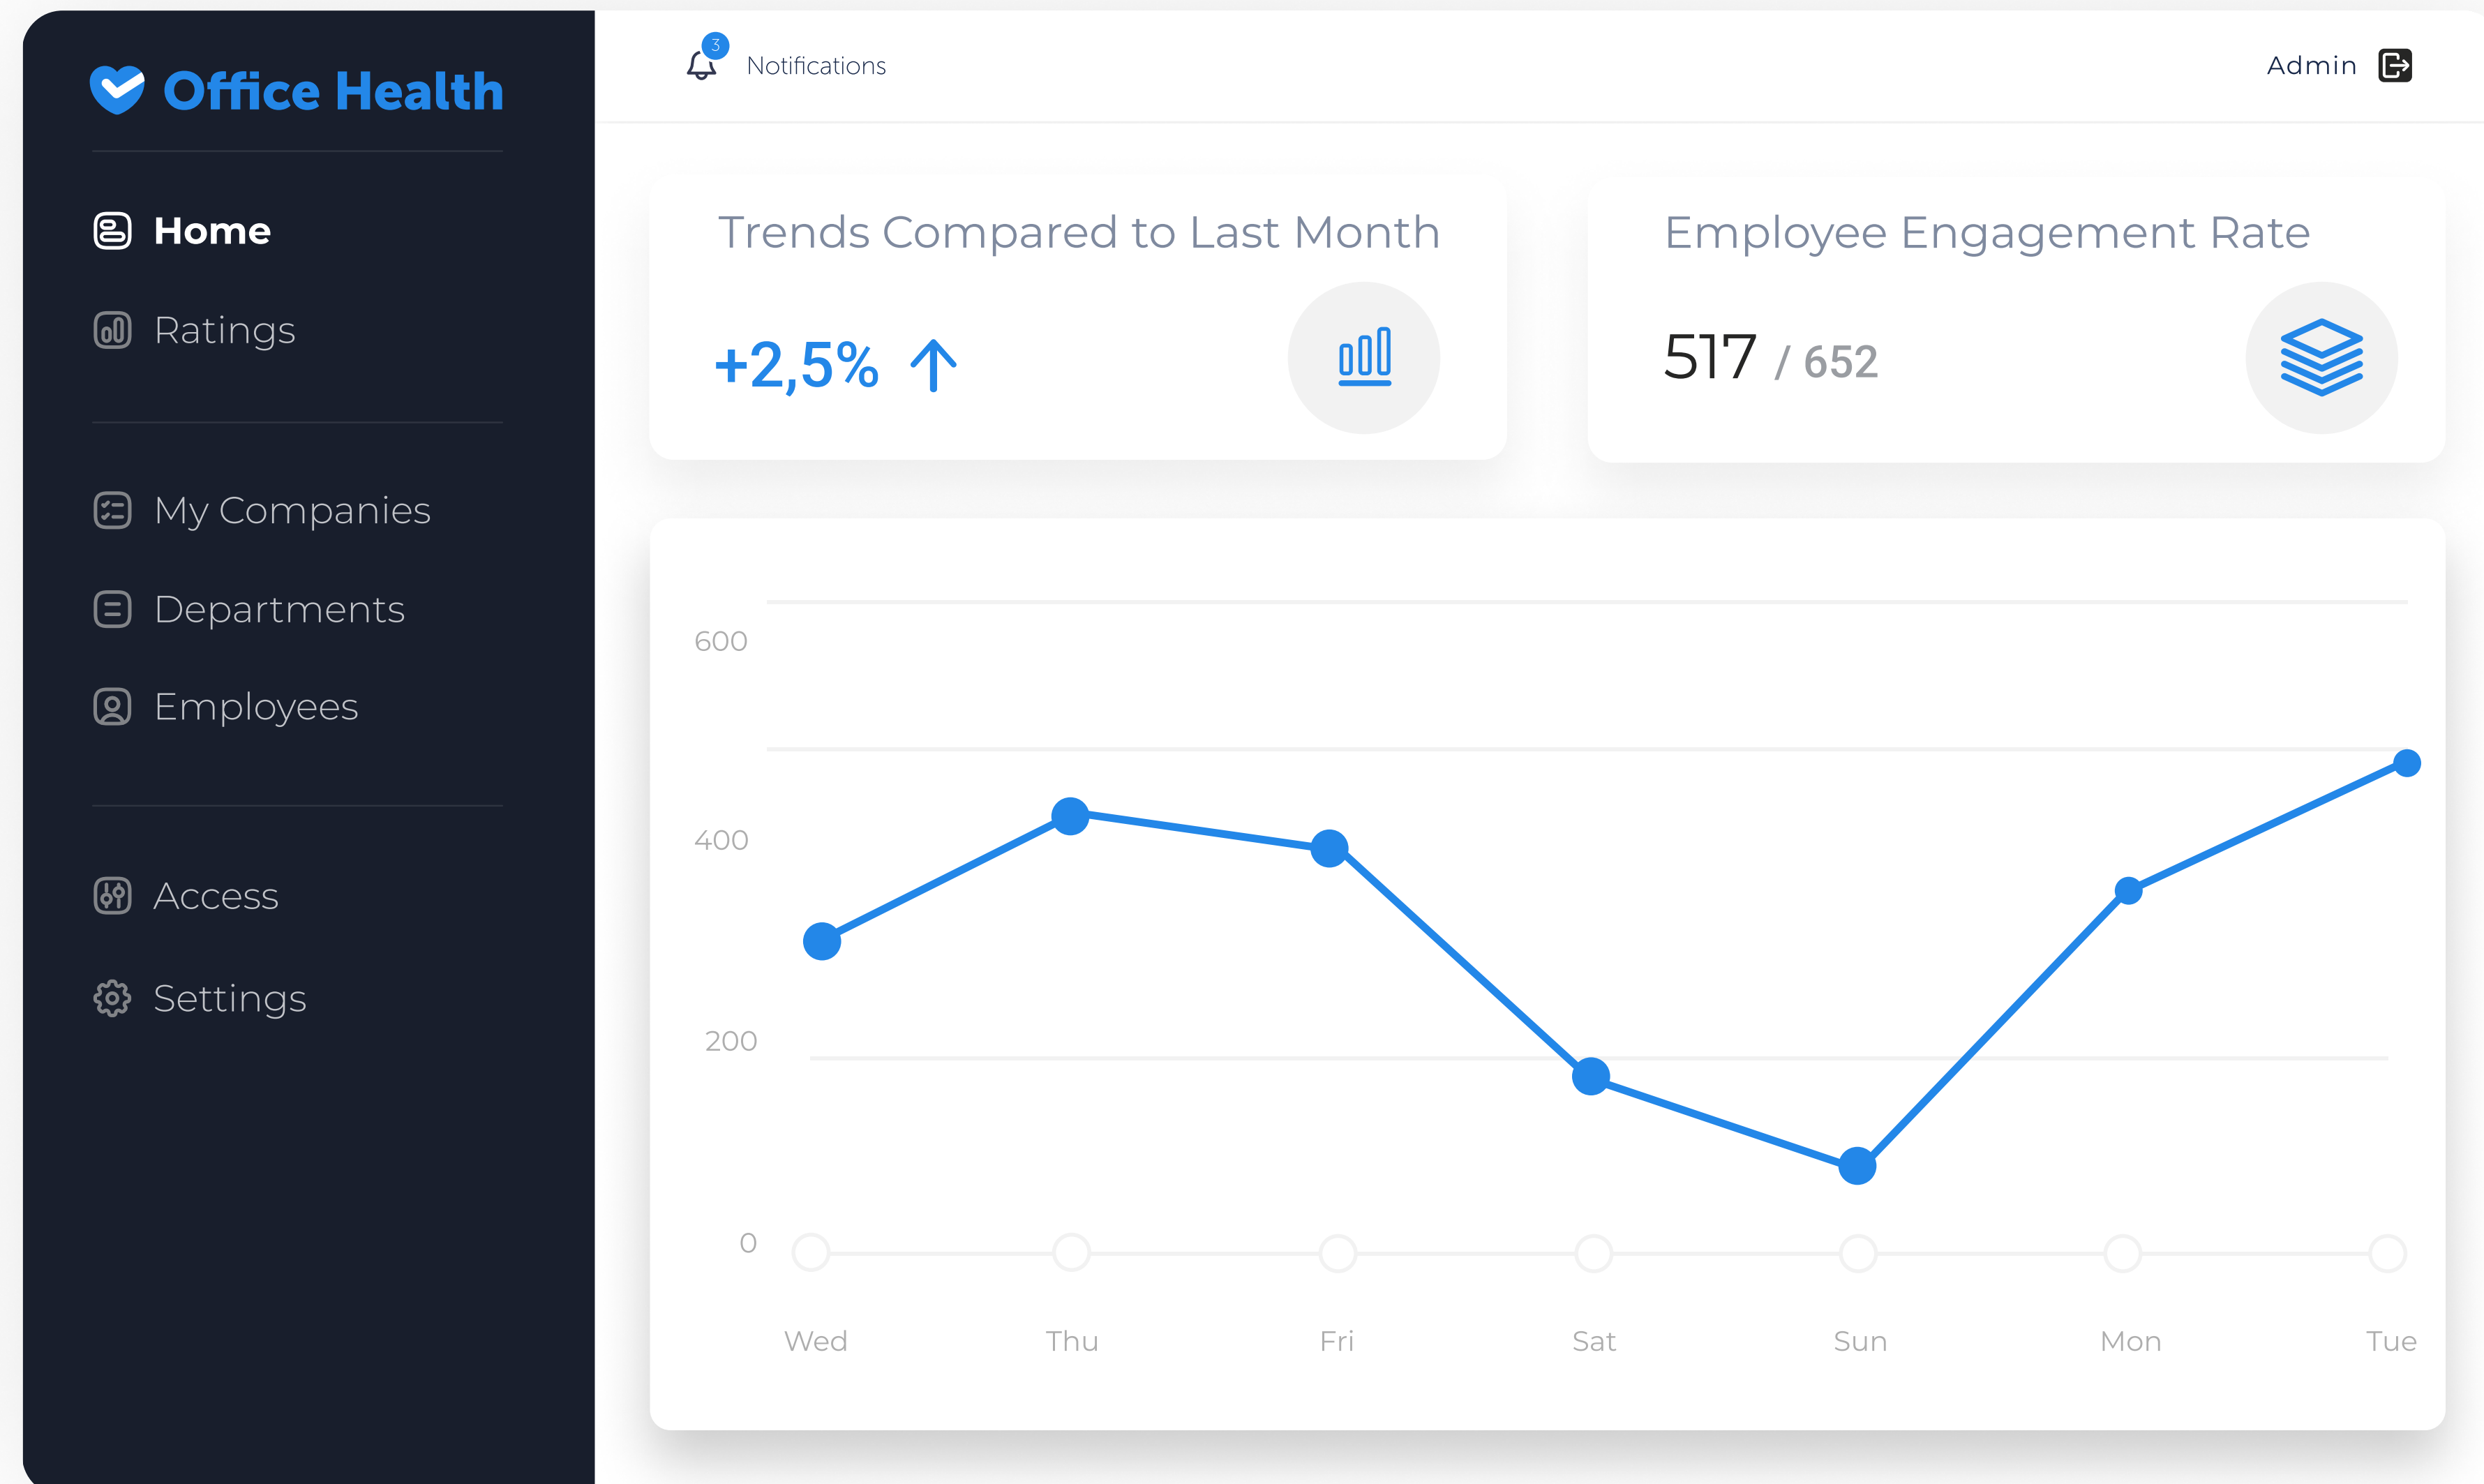 Office Health
Home
Ratings
My Companies
Departments
Employees
Access
Settings
3
Notifications
Admin
Trends Compared to Last Month
+2,5%
Employee Engagement Rate
517 / 652
600
400
200
0
Wed Thu Fri Sat Sun Mon Tue